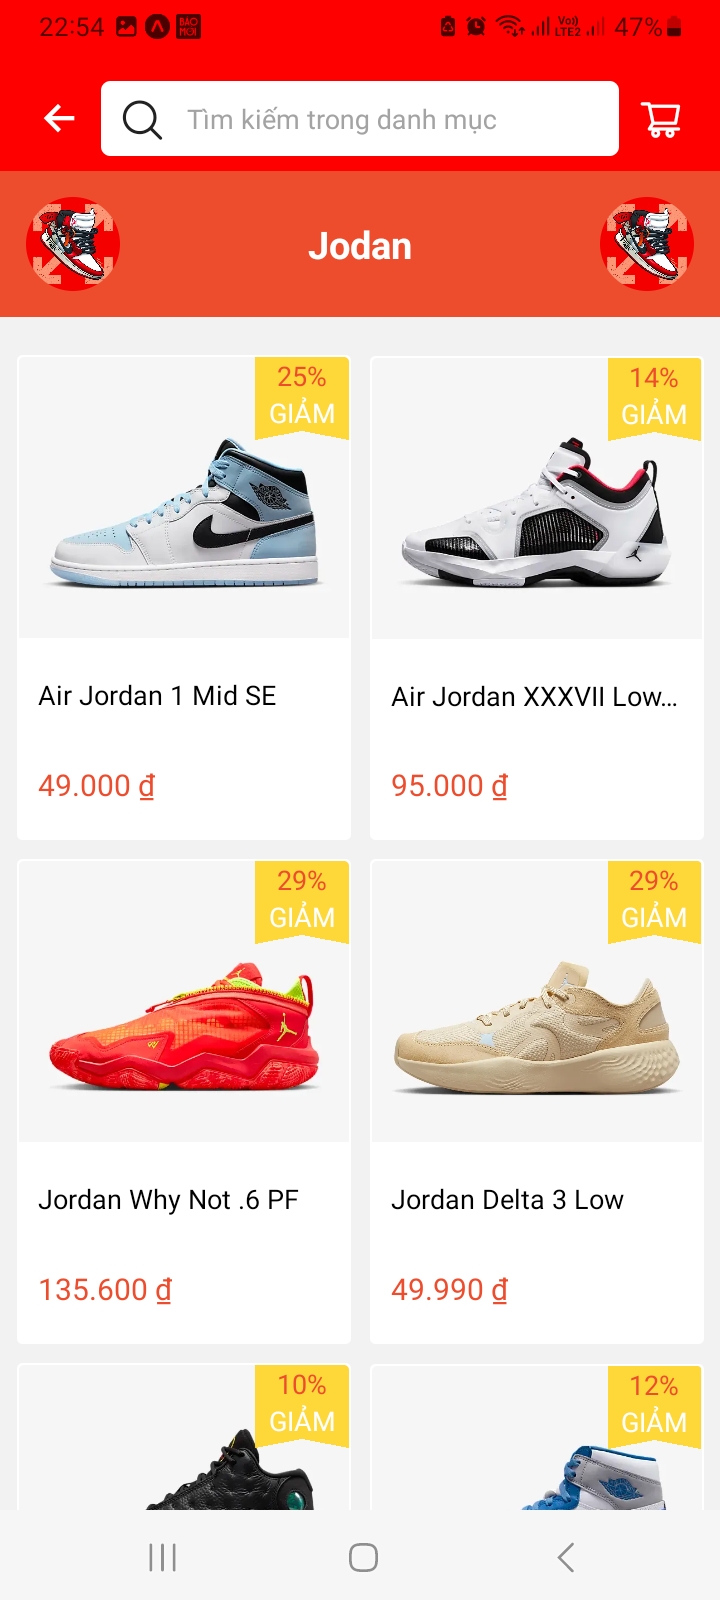 22:54
BÁO
MỚI
Vo))
LTE2
47%
Tìm kiếm trong danh mục
Jodan
25%
GIẢM
14%
GIẢM
Air Jordan 1 Mid SE
Air Jordan XXXVII Low...
49.000 ₫
95.000 ₫
29%
GIẢM
29%
GIẢM
Jordan Why Not .6 PF
Jordan Delta 3 Low
135.600 ₫
49.990 ₫
10%
GIẢM
12%
GIẢM